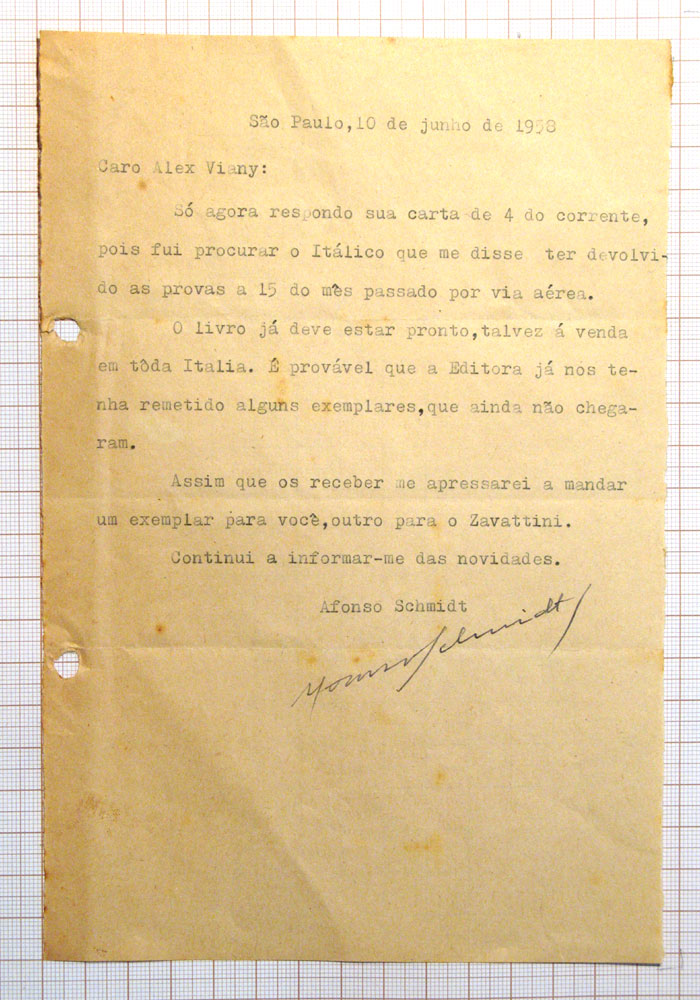 São Paulo,10 de junho de 1958
Caro Alex Viany:
Só agora respondo sua carta de 4 do corrente,
pois fui procurar o Itálico que me disse ter devolvi-
do as provas a 15 do mês passado por via aérea.
O livro já deve estar pronto,talvez á venda
em tôda Italia. É provável que a Editora já nos te-
nha remetido alguns exemplares,que ainda não chega-
ram.
Assim que os receber me apressarei a mandar
um exemplar para você,outro para o Zavattini.
Continui a informar-me das novidades.
Afonso Schmidt
Afonso Schmidt